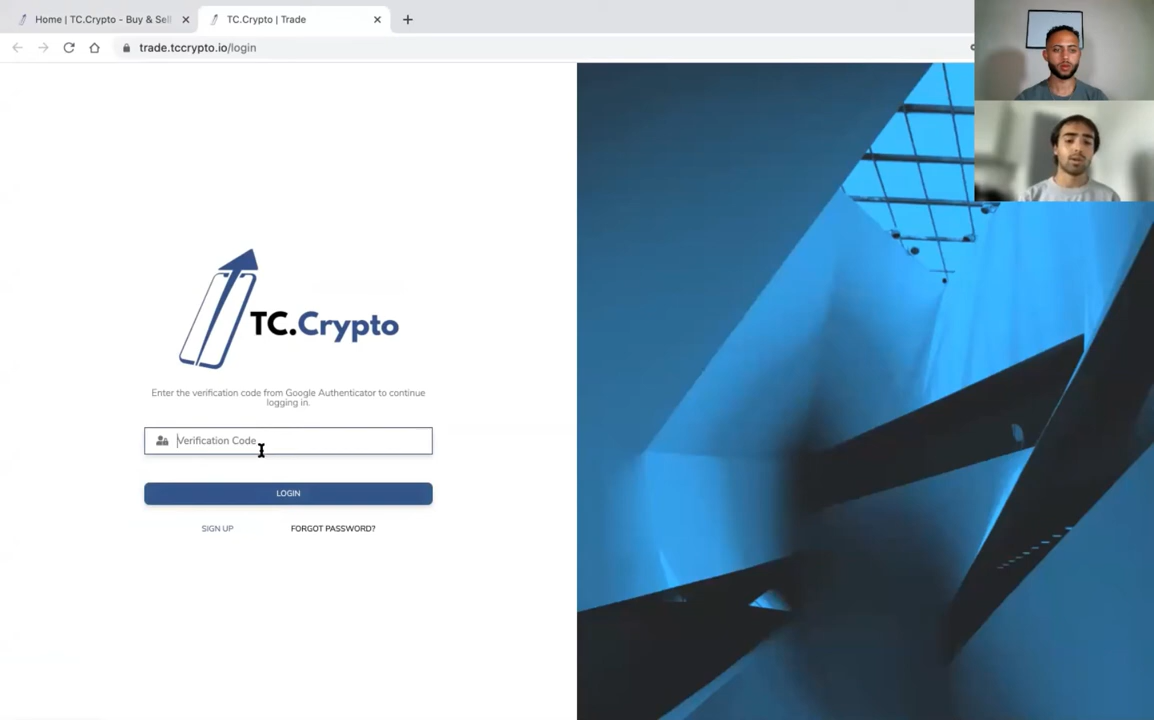 Home | TC.Crypto - Buy & Sell
TC.Crypto | Trade
trade.tccrypto.io/login
TC.Crypto
Enter the verification code from Google Authenticator to continue
logging in.
Verification Code
LOGIN
SIGN UP
FORGOT PASSWORD?